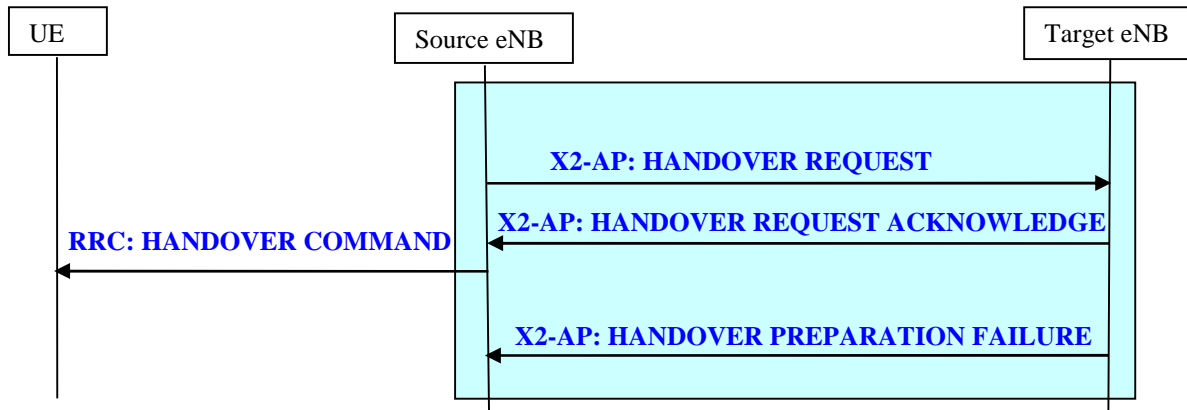 UE
Source eNB
Target eNB
X2-AP: HANDOVER REQUEST
X2-AP: HANDOVER REQUEST ACKNOWLEDGE
RRC: HANDOVER COMMAND
X2-AP: HANDOVER PREPARATION FAILURE